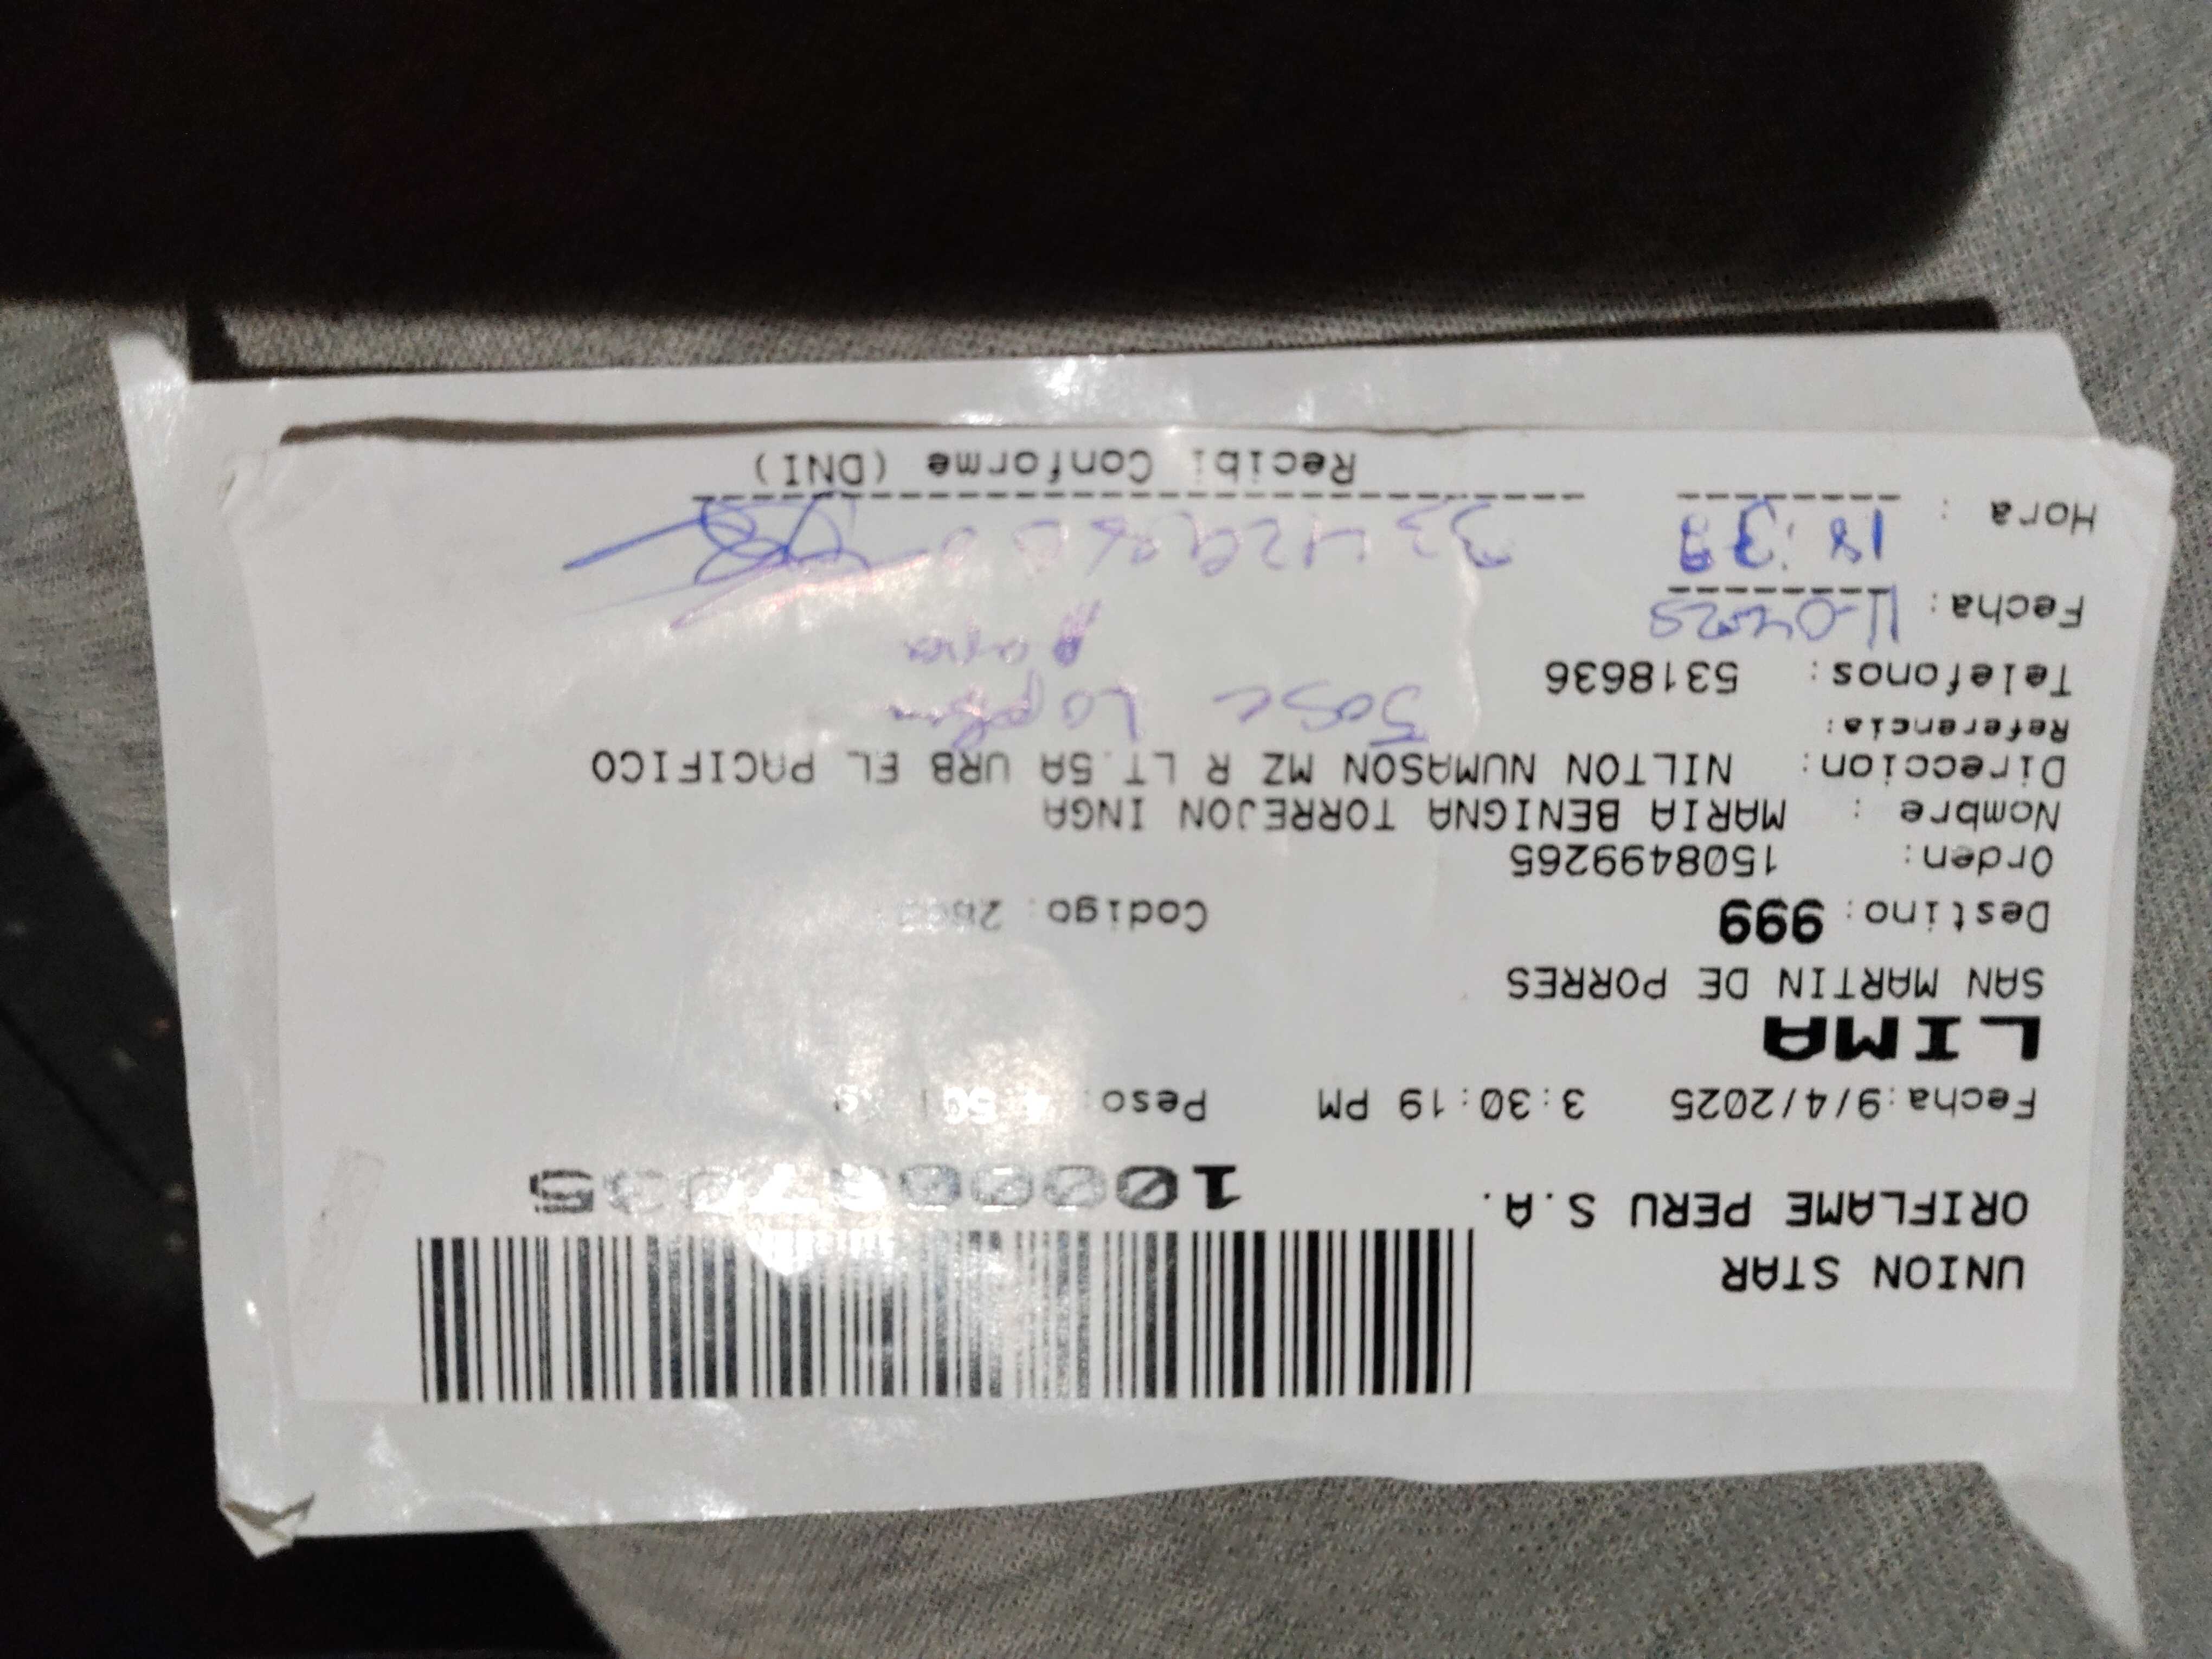 UNION STAR
ORIFLAME PERU S.A.
Fecha:9/4/2025 3:30:19 PM Peso:
LIMA
SAN MARTIN DE PORRES
Destino: 999 Codigo:
Orden: 1508499265
Nombre : MARIA BENIGNA TORREJON INGA
Direccion: NILTON NUMASON MZ R LT.5A URB EL PACIFICO
Referencia:
Telefonos: 5318636
Jose
Fecha:
Hora :
Recibi Conforme (DNI)